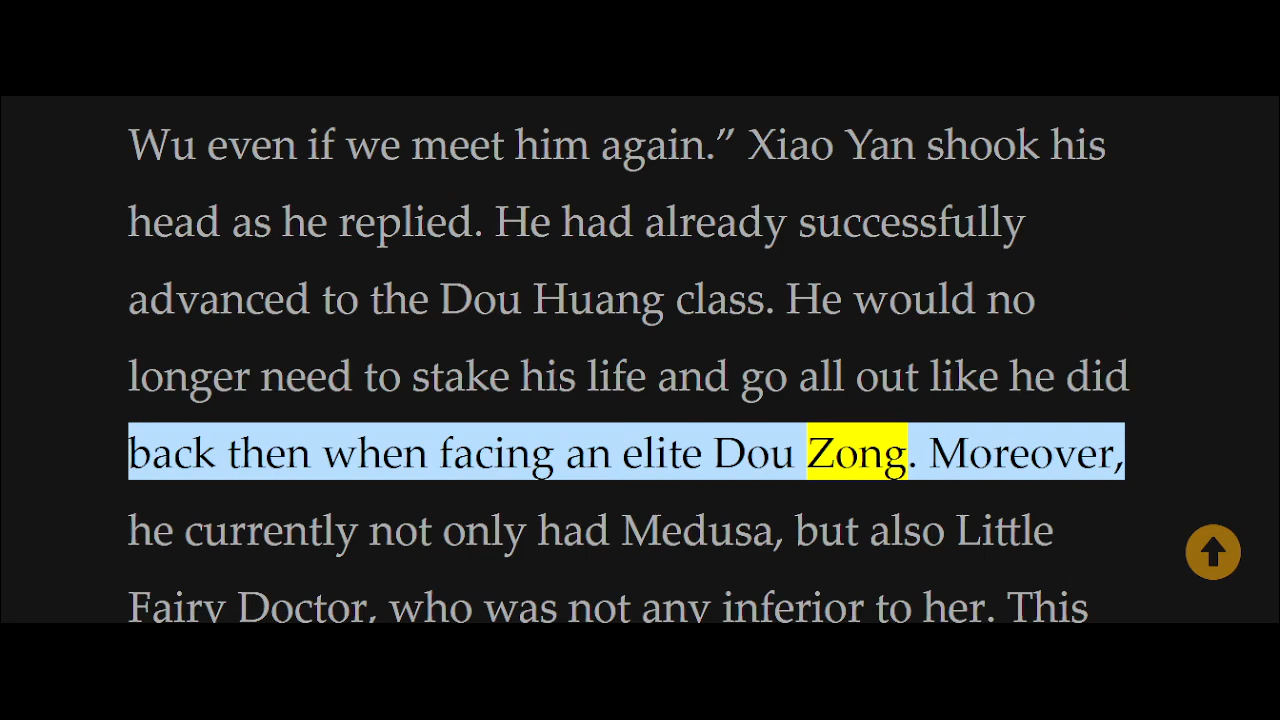 Wu even if we meet him again.” Xiao Yan shook his
head as he replied. He had already successfully
advanced to the Dou Huang class. He would no
longer need to stake his life and go all out like he did
back then when facing an elite Dou Zong. Moreover,
he currently not only had Medusa, but also Little
Fairy Doctor, who was not any inferior to her. This